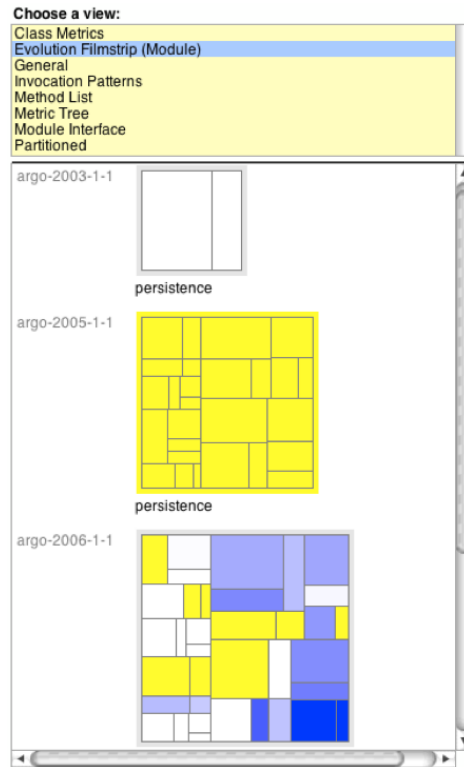 Choose a view:
Class Metrics
Evolution Filmstrip (Module)
General
Invocation Patterns
Method List
Metric Tree
Module Interface
Partitioned
argo-2003-1-1
persistence
argo-2005-1-1
persistence
argo-2006-1-1